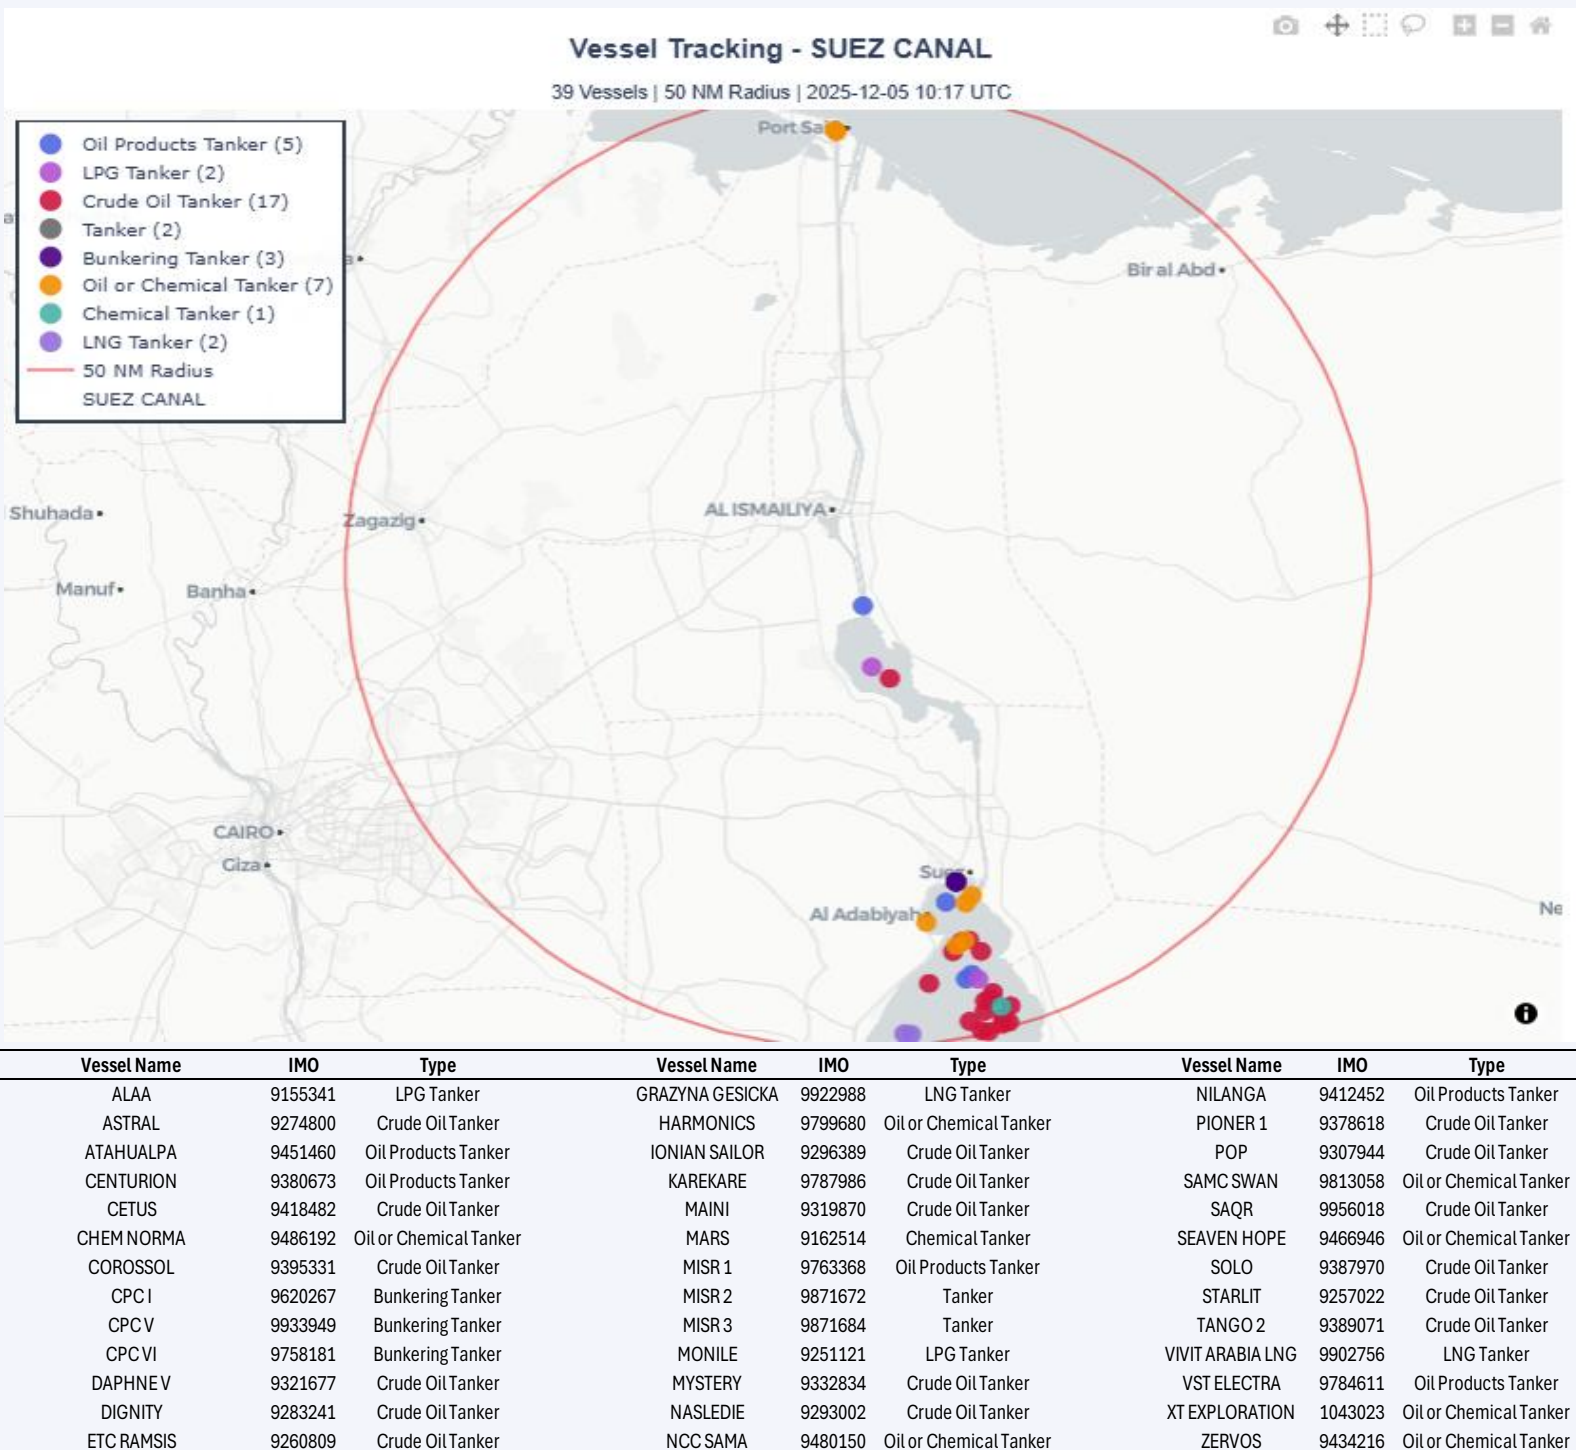 Vessel Tracking - SUEZ CANAL
39 Vessels | 50 NM Radius | 2025-12-05 10:17 UTC
Oil Products Tanker (5)
LPG Tanker (2)
Crude Oil Tanker (17)
Tanker (2)
Bunkering Tanker (3)
Oil or Chemical Tanker (7)
Chemical Tanker (1)
LNG Tanker (2)
50 NM Radius
SUEZ CANAL
Bir al Abd
AL ISMAILIYA
Shuhada
Zagazig
Manuf
Banha
CAIRO
Giza
Al Adabiyah
Vessel Name IMO Type Vessel Name IMO Type Vessel Name IMO Type
ALAA 9155341 LPG Tanker GRAZYNA GESICKA 9922988 LNG Tanker NILANGA 9412452 Oil Products Tanker
ASTRAL 9274800 Crude Oil Tanker HARMONICS 9799680 Oil or Chemical Tanker PIONER 1 9378618 Crude Oil Tanker
ATAHUALPA 9451460 Oil Products Tanker IONIAN SAILOR 9296389 Crude Oil Tanker POP 9307944 Crude Oil Tanker
CENTURION 9380673 Oil Products Tanker KAREKARE 9787986 Crude Oil Tanker SAMC SWAN 9813058 Oil or Chemical Tanker
CETUS 9418482 Crude Oil Tanker MAINI 9319870 Crude Oil Tanker SAQR 9956018 Crude Oil Tanker
CHEM NORMA 9486192 Oil or Chemical Tanker MARS 9162514 Chemical Tanker SEAVEN HOPE 9466946 Oil or Chemical Tanker
COROSSOL 9395331 Crude Oil Tanker MISR 1 9763368 Oil Products Tanker SOLO 9387970 Crude Oil Tanker
CPC I 9620267 Bunkering Tanker MISR 2 9871672 Tanker STARLIT 9257022 Crude Oil Tanker
CPC V 9933949 Bunkering Tanker MISR 3 9871684 Tanker TANGO 2 9389071 Crude Oil Tanker
CPC VI 9758181 Bunkering Tanker MONILE 9251121 LPG Tanker VIVIT ARABIA LNG 9902756 LNG Tanker
DAPHNE V 9321677 Crude Oil Tanker MYSTERY 9332834 Crude Oil Tanker VST ELECTRA 9784611 Oil Products Tanker
DIGNITY 9283241 Crude Oil Tanker NASLEDIE 9293002 Crude Oil Tanker XT EXPLORATION 1043023 Oil or Chemical Tanker
ETC RAMSIS 9260809 Crude Oil Tanker NCC SAMA 9480150 Oil or Chemical Tanker ZERVOS 9434216 Oil or Chemical Tanker